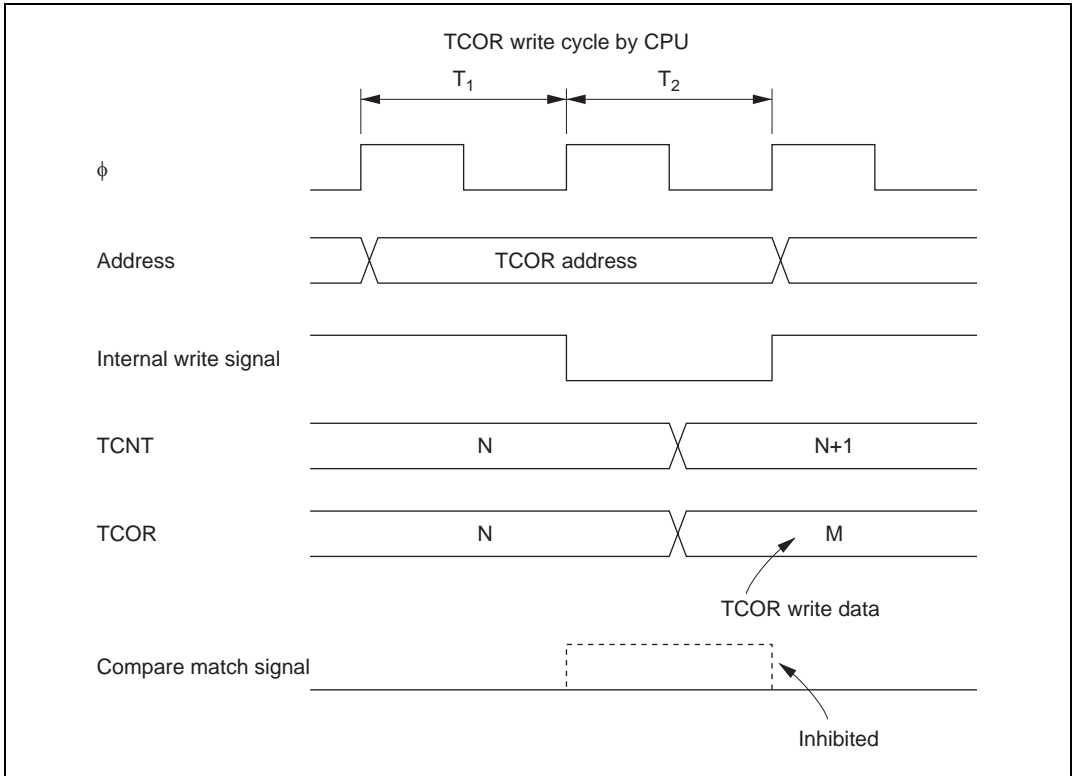 TCOR write cycle by CPU
T1 T2
ϕ
Address TCOR address
Internal write signal
TCNT N N+1
TCOR N M
TCOR write data
Compare match signal
Inhibited